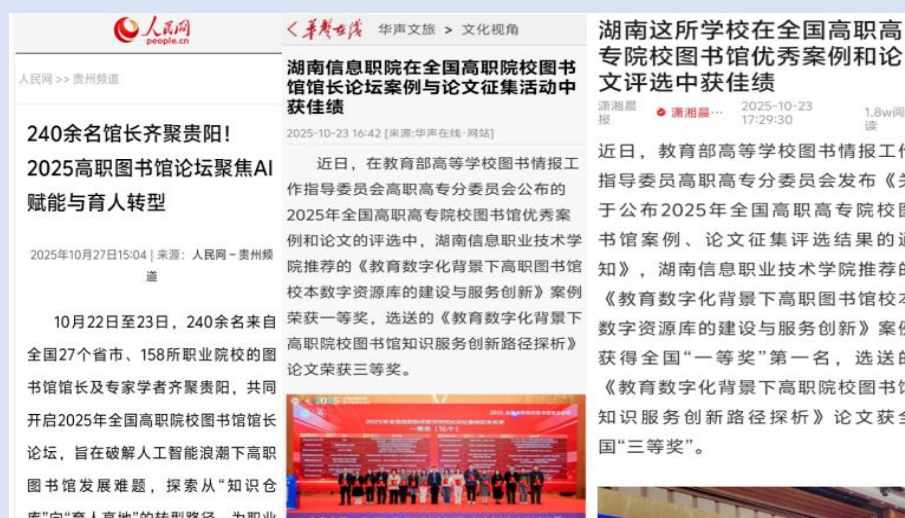 人民网
people.cn
人民网 >> 贵州频道
240余名馆长齐聚贵阳！
2025高职图书馆论坛聚焦AI
赋能与育人转型
2025年10月27日15:04 | 来源：人民网－贵州频
道
10月22日至23日，240余名来自
全国27个省市、158所职业院校的图
书馆馆长及专家学者齐聚贵阳，共同
开启2025年全国高职院校图书馆馆长
论坛，旨在破解人工智能浪潮下高职
图书馆发展难题，探索从“知识仓
库”向“育人高地”的转型路径，为职业
华声在线 华声文旅 > 文化视角
湖南信息职院在全国高职院校图书
馆馆长论坛案例与论文征集活动中
获佳绩
2025-10-23 16:42 [来源:华声在线·网站]
近日，在教育部高等学校图书情报工
作指导委员会高职高专分委员会公布的
2025年全国高职高专院校图书馆优秀案
例和论文的评选中，湖南信息职业技术学
院推荐的《教育数字化背景下高职图书馆
校本数字资源库的建设与服务创新》案例
荣获一等奖，选送的《教育数字化背景下
高职院校图书馆知识服务创新路径探析》
论文荣获三等奖。
一等奖（16个）
湖南这所学校在全国高职高
专院校图书馆优秀案例和论
文评选中获佳绩
潇湘晨
报
潇湘晨…
2025-10-23
17:29:30
1.8w阅
读
近日，教育部高等学校图书情报工作
指导委员高职高专分委员会发布《关
于公布2025年全国高职高专院校图
书馆案例、论文征集评选结果的通
知》，湖南信息职业技术学院推荐的
《教育数字化背景下高职图书馆校本
数字资源库的建设与服务创新》案例
获得全国“一等奖”第一名，选送的
《教育数字化背景下高职院校图书馆
知识服务创新路径探析》论文获全
国“三等奖”。